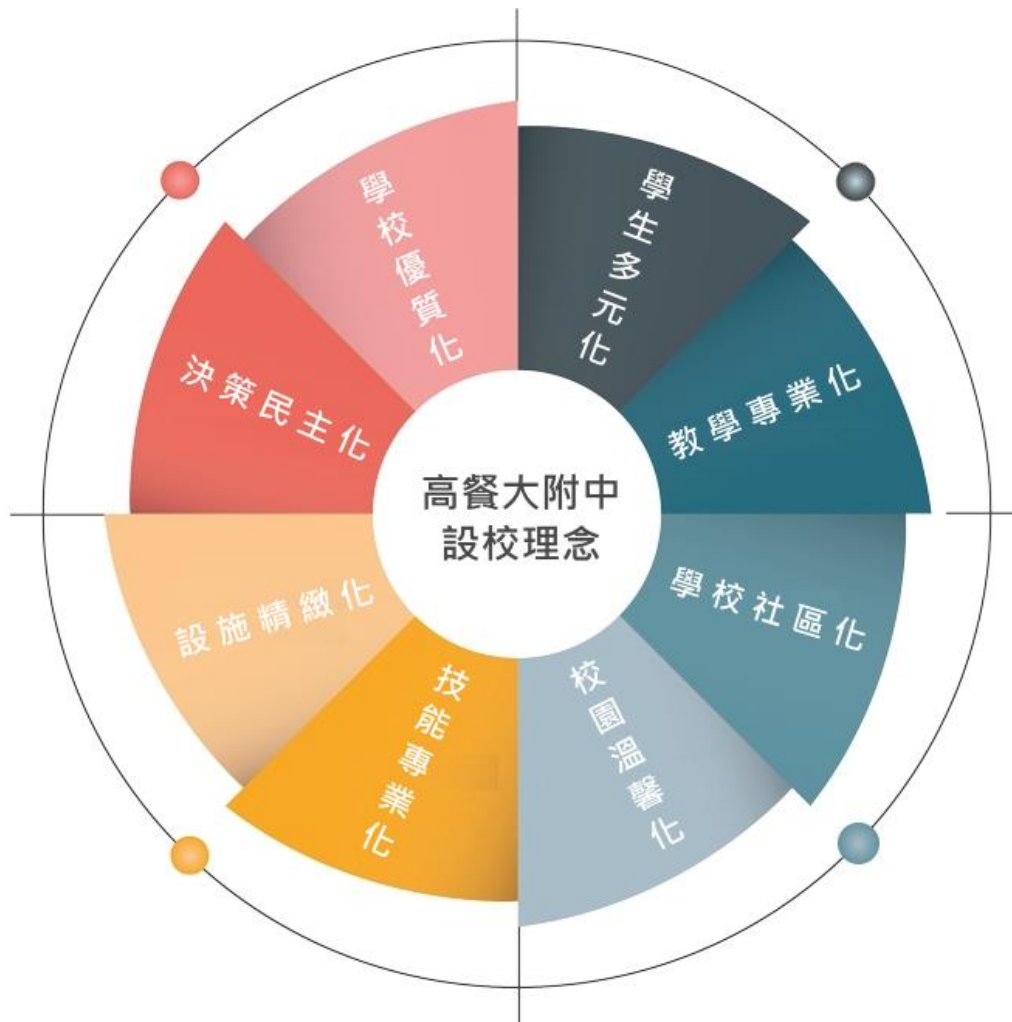 高餐大附中
設校理念
學生多元化
教學專業化
學校社區化
校園溫馨化
技能專業化
設施精緻化
決策民主化
學校優質化